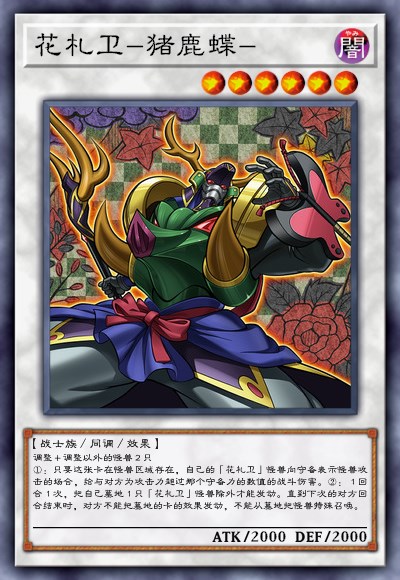 花札卫–猪鹿蝶–
やみ
闇
【战士族／同调／效果】
调整＋调整以外的怪兽２只
①：只要这张卡在怪兽区域存在，自己的「花札卫」怪兽向守备表示怪兽攻
击的场合，给与对方为攻击力超过那个守备力的数值的战斗伤害。②：１回
合１次，把自己墓地１只「花札卫」怪兽除外才能发动。直到下次的对方回
合结束时，对方不能把墓地的卡的效果发动，不能从墓地把怪兽特殊召唤。
ATK/2000 DEF/2000